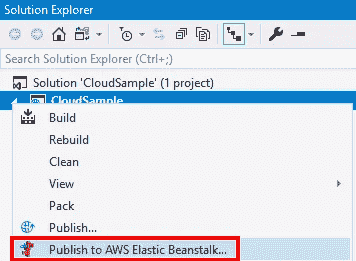 Solution Explorer
Search Solution Explorer (Ctrl+;)
Solution 'CloudSample' (1 project)
CloudSample
Build
Rebuild
Clean
View
Pack
Publish...
Publish to AWS Elastic Beanstalk...